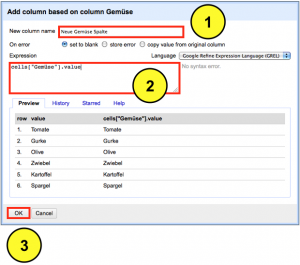 Add column based on column Gemüse
New column name Neue Gemüse Spalte
1
On error set to blank store error copy value from original column
Expression Language Google Refine Expression Language (GREL)
cells["Gemüse"].value No syntax error.
2
Preview History Starred Help
row value cells["Gemüse"].value
1. Tomate Tomate
2. Gurke Gurke
3. Olive Olive
4. Zwiebel Zwiebel
5. Kartoffel Kartoffel
6. Spargel Spargel
OK Cancel
3